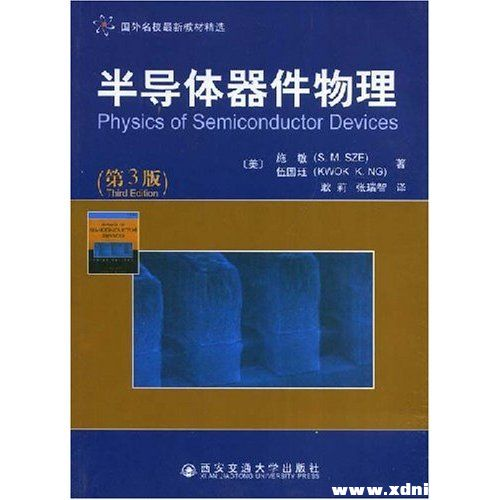 国外名校最新教材精选
半导体器件物理
Physics of Semiconductor Devices
〔美〕 施 敏 (S. M. SZE) 著
伍国珏 (KWOK K. NG)
耿 莉 张瑞智 译
(第3版)
Third Edition
SEMICONDUCTOR
DEVICES
西安交通大学出版社
XI'AN JIAOTONG UNIVERSITY PRESS
www.xdni